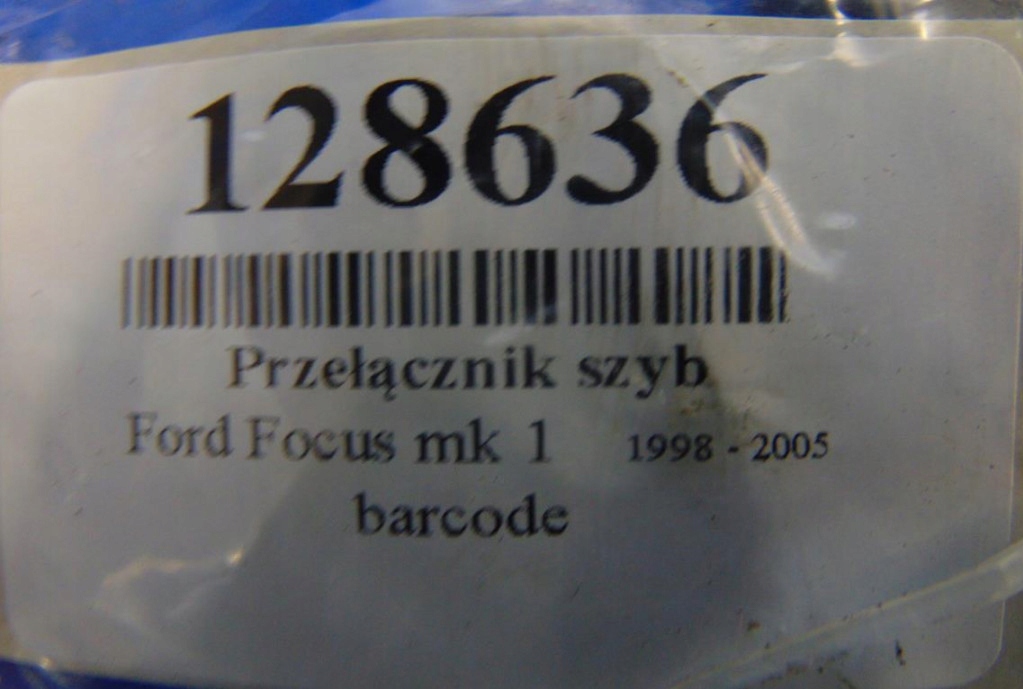 128636
Przełącznik szyb
Ford Focus mk 1 1998 - 2005
barcode